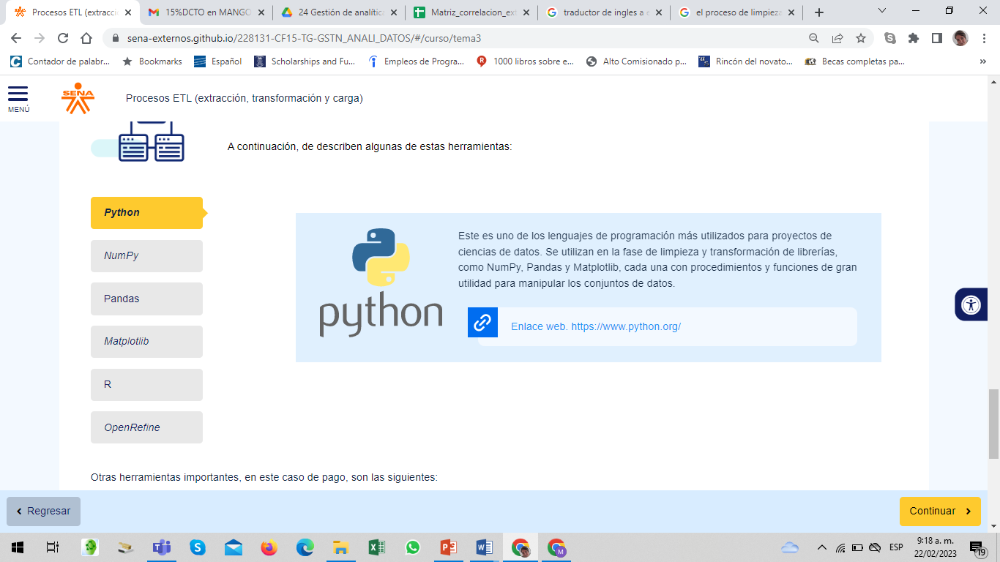 Procesos ETL (extracci
15%DCTO en MANGO
24 Gestión de analític
Matriz_correlacion_ex
traductor de ingles a e
el proceso de limpieza
sena-externos.github.io/228131-CF15-TG-GSTN_ANALI_DATOS/#/curso/tema3
Contador de palabr...
Bookmarks
Español
Scholarships and Fu...
Empleos de Progra...
1000 libros sobre e...
Alto Comisionado p...
Rincón del novato...
Becas completas pa...
»
MENÚ
SENA
Procesos ETL (extracción, transformación y carga)
A continuación, de describen algunas de estas herramientas:
Python
NumPy
Pandas
Matplotlib
R
OpenRefine
python
Este es uno de los lenguajes de programación más utilizados para proyectos de
ciencias de datos. Se utilizan en la fase de limpieza y transformación de librerías,
como NumPy, Pandas y Matplotlib, cada una con procedimientos y funciones de gran
utilidad para manipular los conjuntos de datos.
Enlace web. https://www.python.org/
Otras herramientas importantes, en este caso de pago, son las siguientes:
Regresar
Continuar
ESP
9:18 a. m.
22/02/2023
19